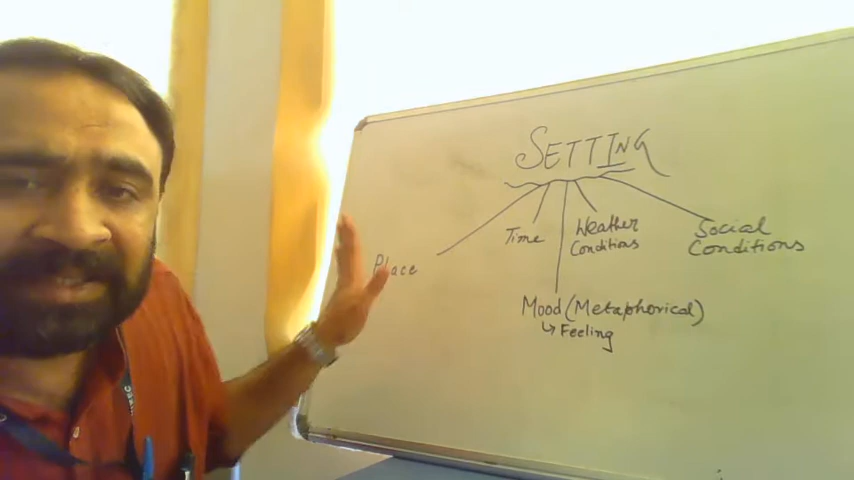 SETTING
Place
Time
Weather
Conditions
Social
Conditions
Mood (Metaphorical)
↳ Feeling